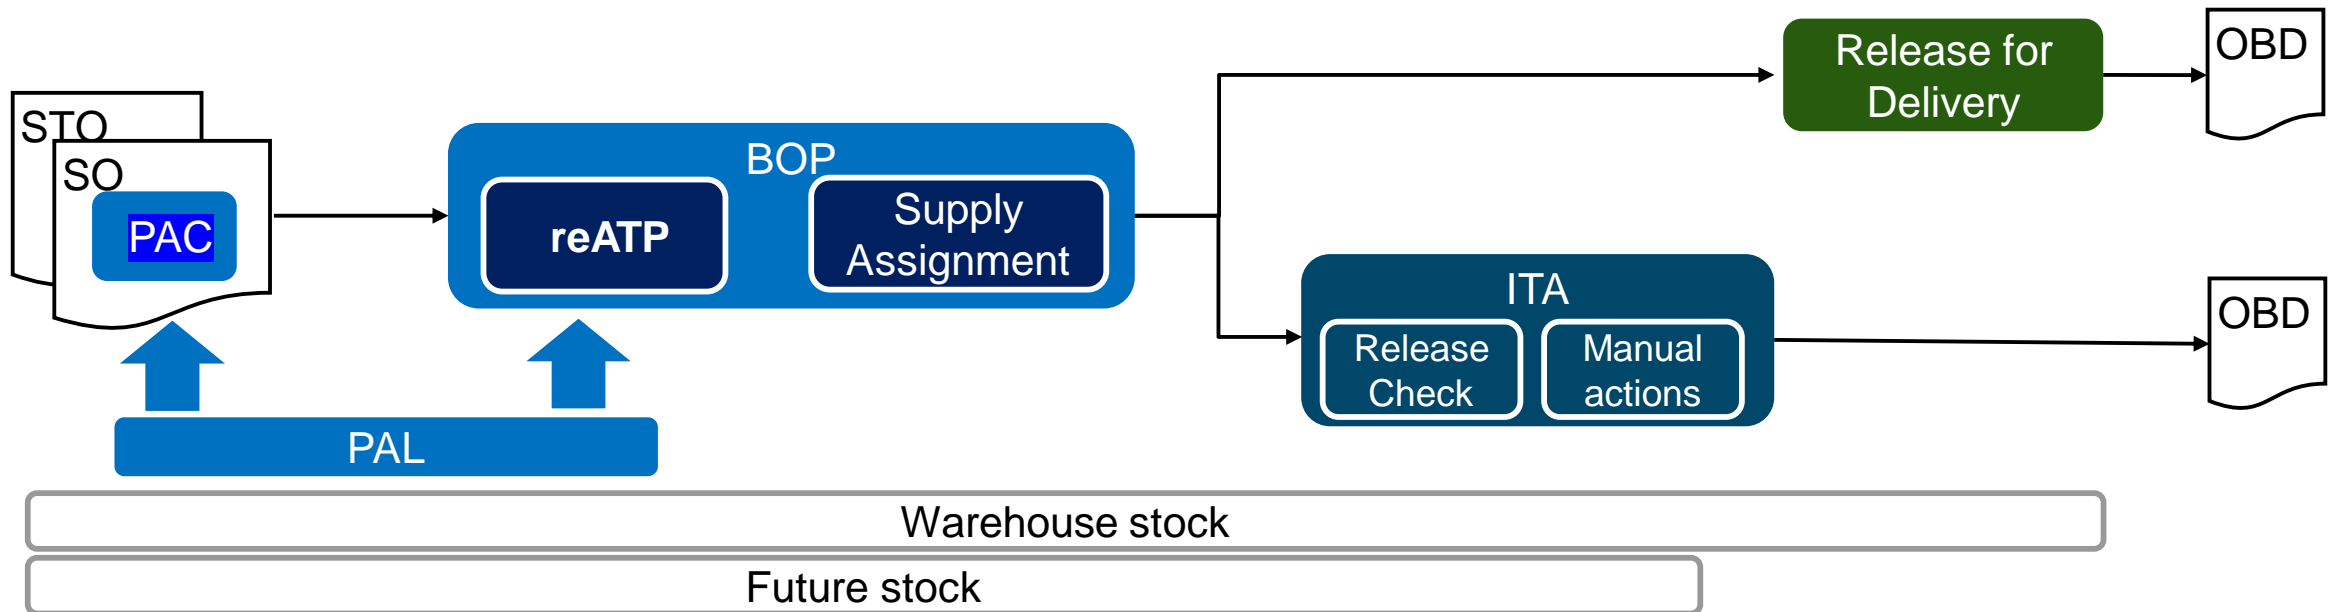 STO
SO
PAC
BOP
reATP
Supply
Assignment
Release for
Delivery
OBD
ITA
Release
Check
Manual
actions
OBD
PAL
Warehouse stock
Future stock